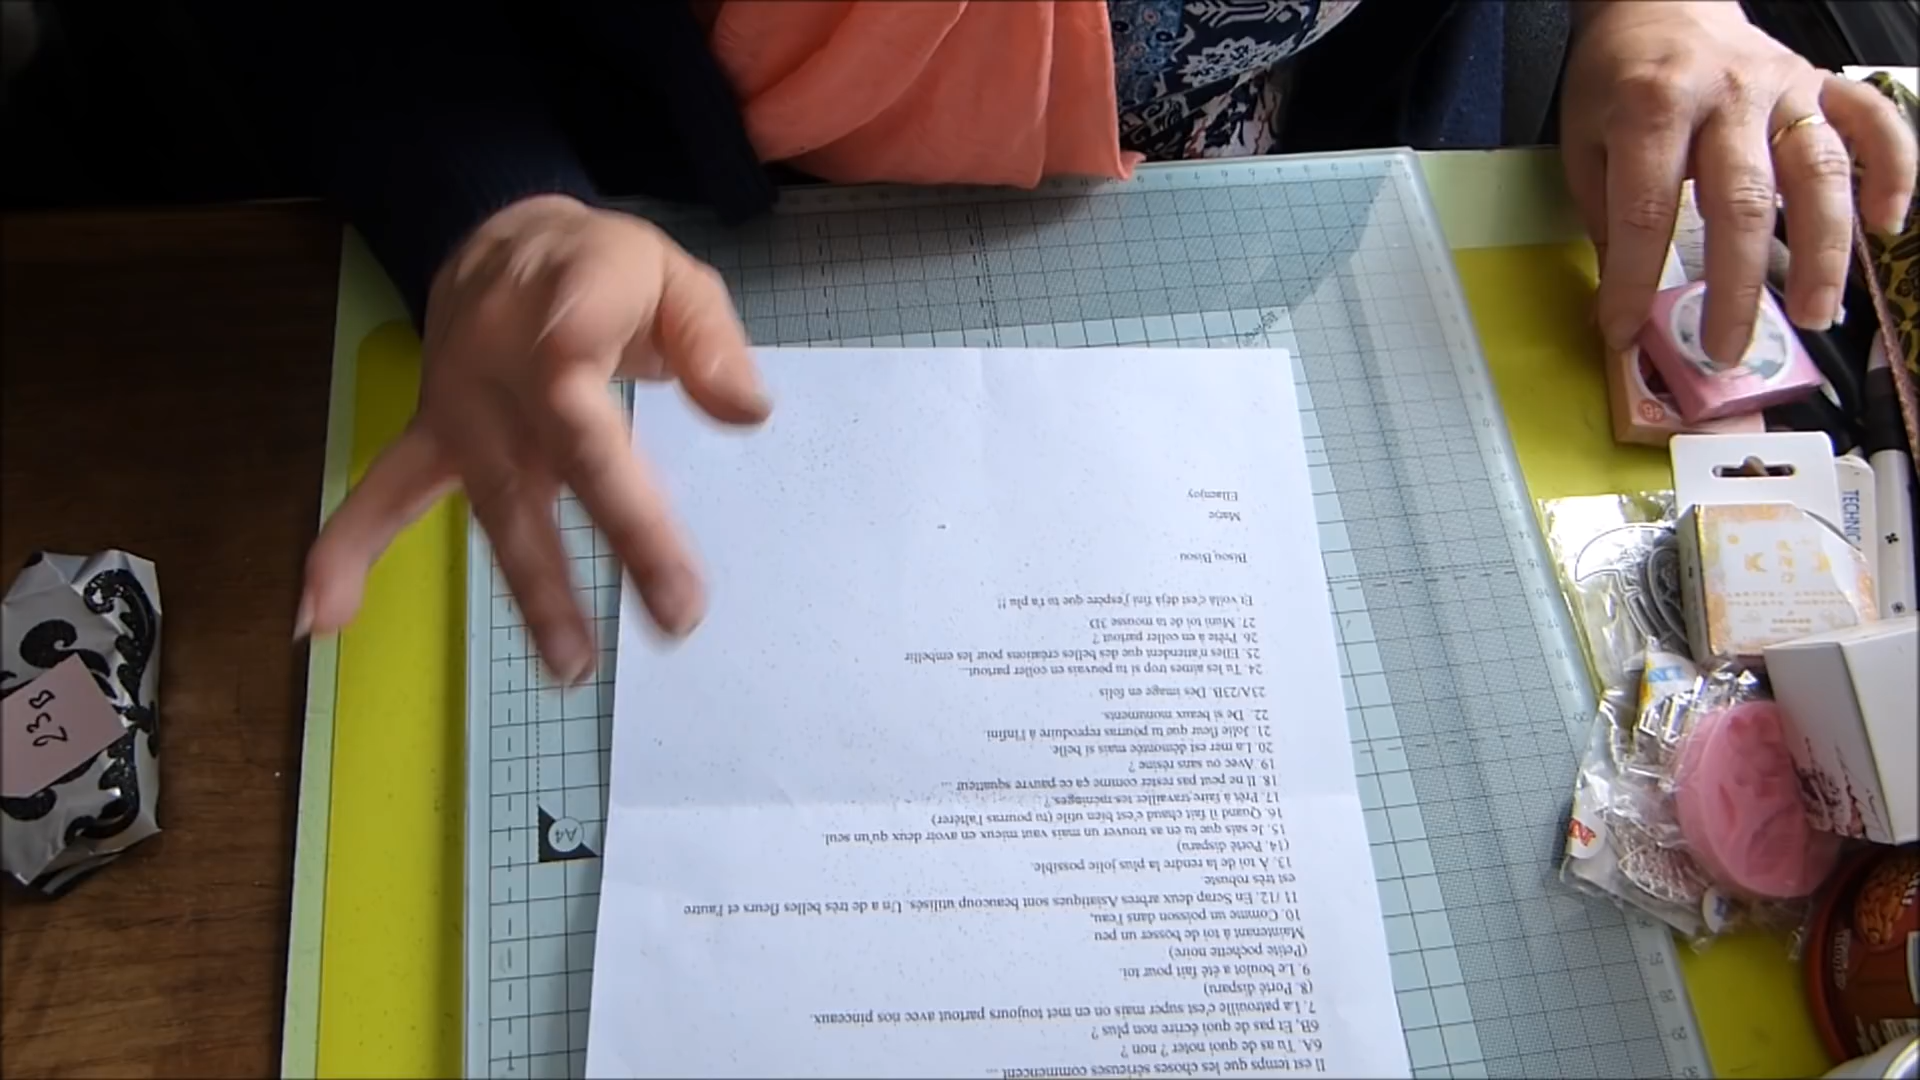 Il est temps que les choses sérieuses commencent ...
6A. Tu as de quoi noter ? non ?
6B, Et pas de quoi écrire non plus ?
7. La patrouille c'est super mais on en met toujours partout avec nos pinceaux.
(8. Porté disparu)
9. Le boulot a été fait pour toi.
(Petite pochette noire)
Maintenant à toi de bosser un peu
10. Comme un poisson dans l'eau,
11 /12. En Scrap deux arbres Asiatiques sont beaucoup utilisés. Un a de très belles fleurs et l'autre
est très robuste.
13. À toi de la rendre la plus jolie possible.
(14. Porté disparu)
15. Je sais que tu en as trouver un mais vaut mieux en avoir deux qu'un seul.
16. Quand il fait chaud c'est bien utile (tu pourras l'altérer)
17. Prêt à faire travailler tes méninges ?
18. Il ne peut pas rester comme ça ce pauvre squatteur ...
19. Avec ou sans résine ?
20. La mer est démontée mais si belle.
21. Jolie fleur que tu pourras reproduire à l'infini.
22. De si beaux monuments.
23A/23B. Des image en folis
24. Tu les aimes trop si tu pouvais en coller partout...
25. Elles n'attendent que des belles créations pour les embellir
26. Prête à en coller partout ?
27. Muni toi de ta mousse 3D
Et voilà c'est déjà fini j'espère que tu t'a plu !!
Bisou Bisou
Marie
Ellaenjoy
23 B
A4
TECHNIC